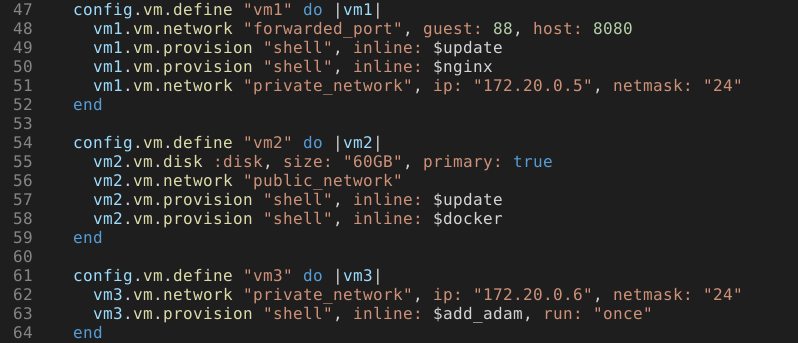 47 config.vm.define "vm1" do |vm1|
48 vm1.vm.network "forwarded_port", guest: 88, host: 8080
49 vm1.vm.provision "shell", inline: $update
50 vm1.vm.provision "shell", inline: $nginx
51 vm1.vm.network "private_network", ip: "172.20.0.5", netmask: "24"
52 end
53
54 config.vm.define "vm2" do |vm2|
55 vm2.vm.disk :disk, size: "60GB", primary: true
56 vm2.vm.network "public_network"
57 vm2.vm.provision "shell", inline: $update
58 vm2.vm.provision "shell", inline: $docker
59 end
60
61 config.vm.define "vm3" do |vm3|
62 vm3.vm.network "private_network", ip: "172.20.0.6", netmask: "24"
63 vm3.vm.provision "shell", inline: $add_adam, run: "once"
64 end